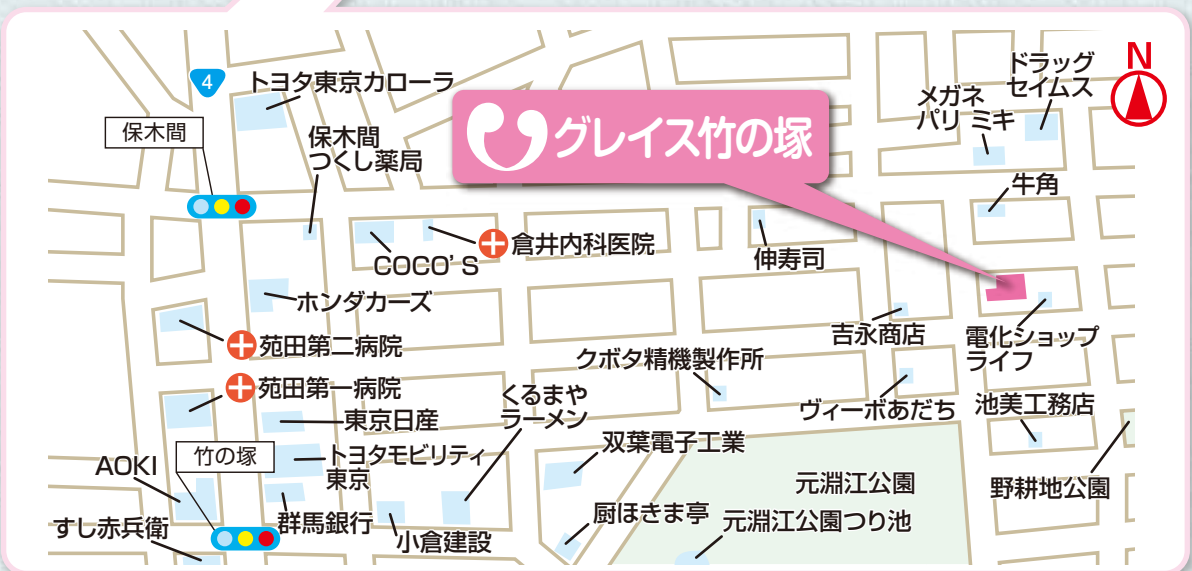 N
4
トヨタ東京カローラ
ドラッグ
セイムス
メガネ
パリ ミキ
保木間
保木間
つくし薬局
グレイス竹の塚
牛角
倉井内科医院
COCO'S
伸寿司
ホンダカーズ
吉永商店
電化ショップ
ライフ
苑田第二病院
クボタ精機製作所
苑田第一病院
くるまや
ラーメン
ヴィーボあだち
池美工務店
東京日産
双葉電子工業
竹の塚
AOKI
トヨタモビリティ
東京
元淵江公園
野耕地公園
すし赤兵衛
群馬銀行
小倉建設
厨ほきま亭
元淵江公園つり池